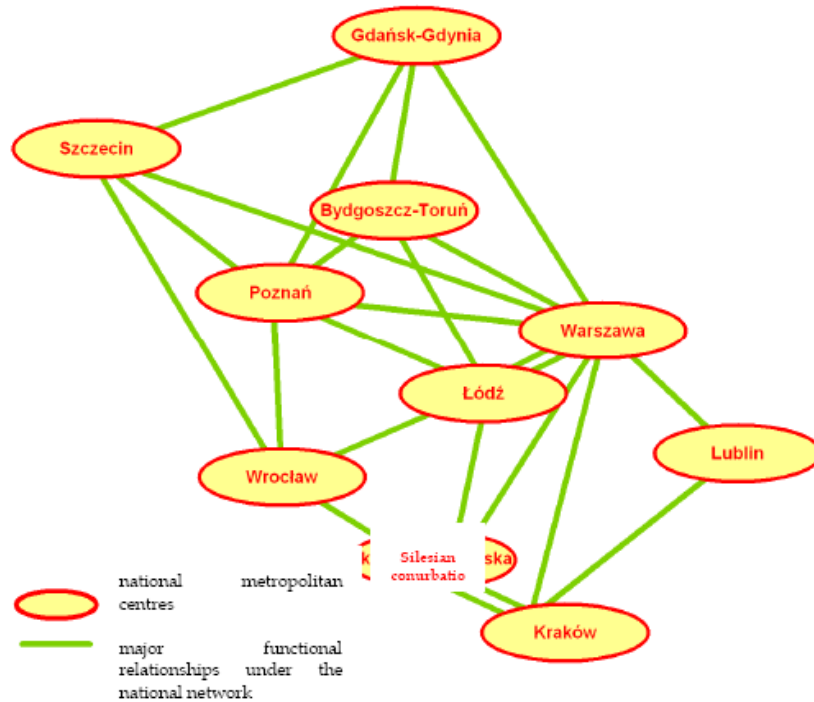 Gdańsk-Gdynia
Szczecin
Bydgoszcz-Toruń
Poznań
Warszawa
Łódź
Lublin
Wrocław
Silesian
conurbatio
ska
Kraków
national metropolitan
centres
major functional
relationships under the
national network